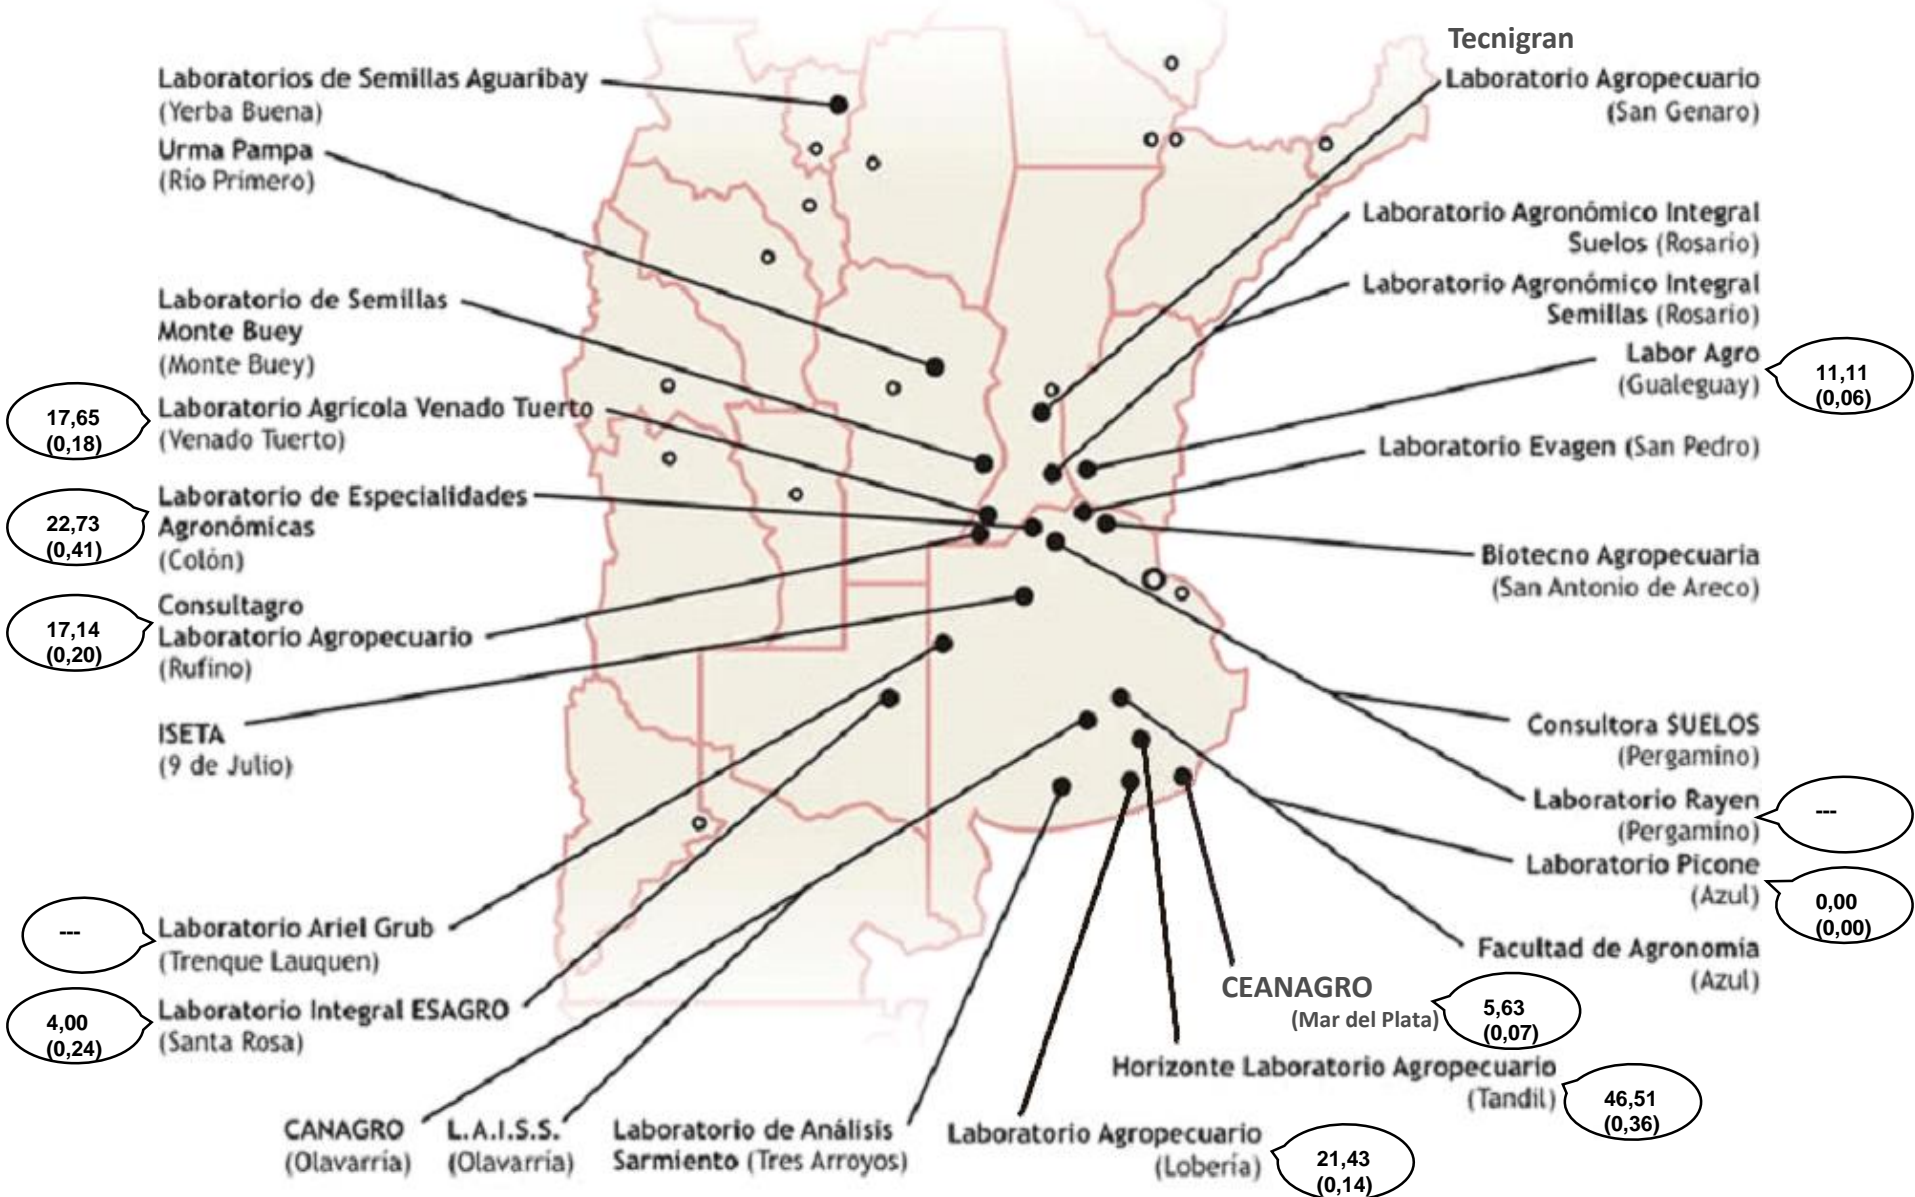 Laboratorios de Semillas Aguaribay
(Yerba Buena)
Urma Pampa
(Río Primero)
Laboratorio de Semillas
Monte Buey
(Monte Buey)
17,65
(0,18)
Laboratorio Agrícola Venado Tuerto
(Venado Tuerto)
22,73
(0,41)
Laboratorio de Especialidades
Agronómicas
(Colón)
17,14
(0,20)
Consultagro
Laboratorio Agropecuario
(Rufino)
ISETA
(9 de Julio)
---
Laboratorio Ariel Grub
(Trenque Lauquen)
4,00
(0,24)
Laboratorio Integral ESAGRO
(Santa Rosa)
CANAGRO
(Olavarría)
L.A.I.S.S.
(Olavarría)
Laboratorio de Análisis
Sarmiento (Tres Arroyos)
Tecnigran
Laboratorio Agropecuario
(San Genaro)
Laboratorio Agronómico Integral
Suelos (Rosario)
Laboratorio Agronómico Integral
Semillas (Rosario)
Labor Agro
(Gualeguay)
11,11
(0,06)
Laboratorio Evagen (San Pedro)
Biotecno Agropecuaria
(San Antonio de Areco)
Consultora SUELOS
(Pergamino)
Laboratorio Rayen
(Pergamino)
---
Laboratorio Picone
(Azul)
0,00
(0,00)
Facultad de Agronomía
(Azul)
CEANAGRO
(Mar del Plata)
5,63
(0,07)
Horizonte Laboratorio Agropecuario
(Tandil)
46,51
(0,36)
Laboratorio Agropecuario
(Lobería)
21,43
(0,14)